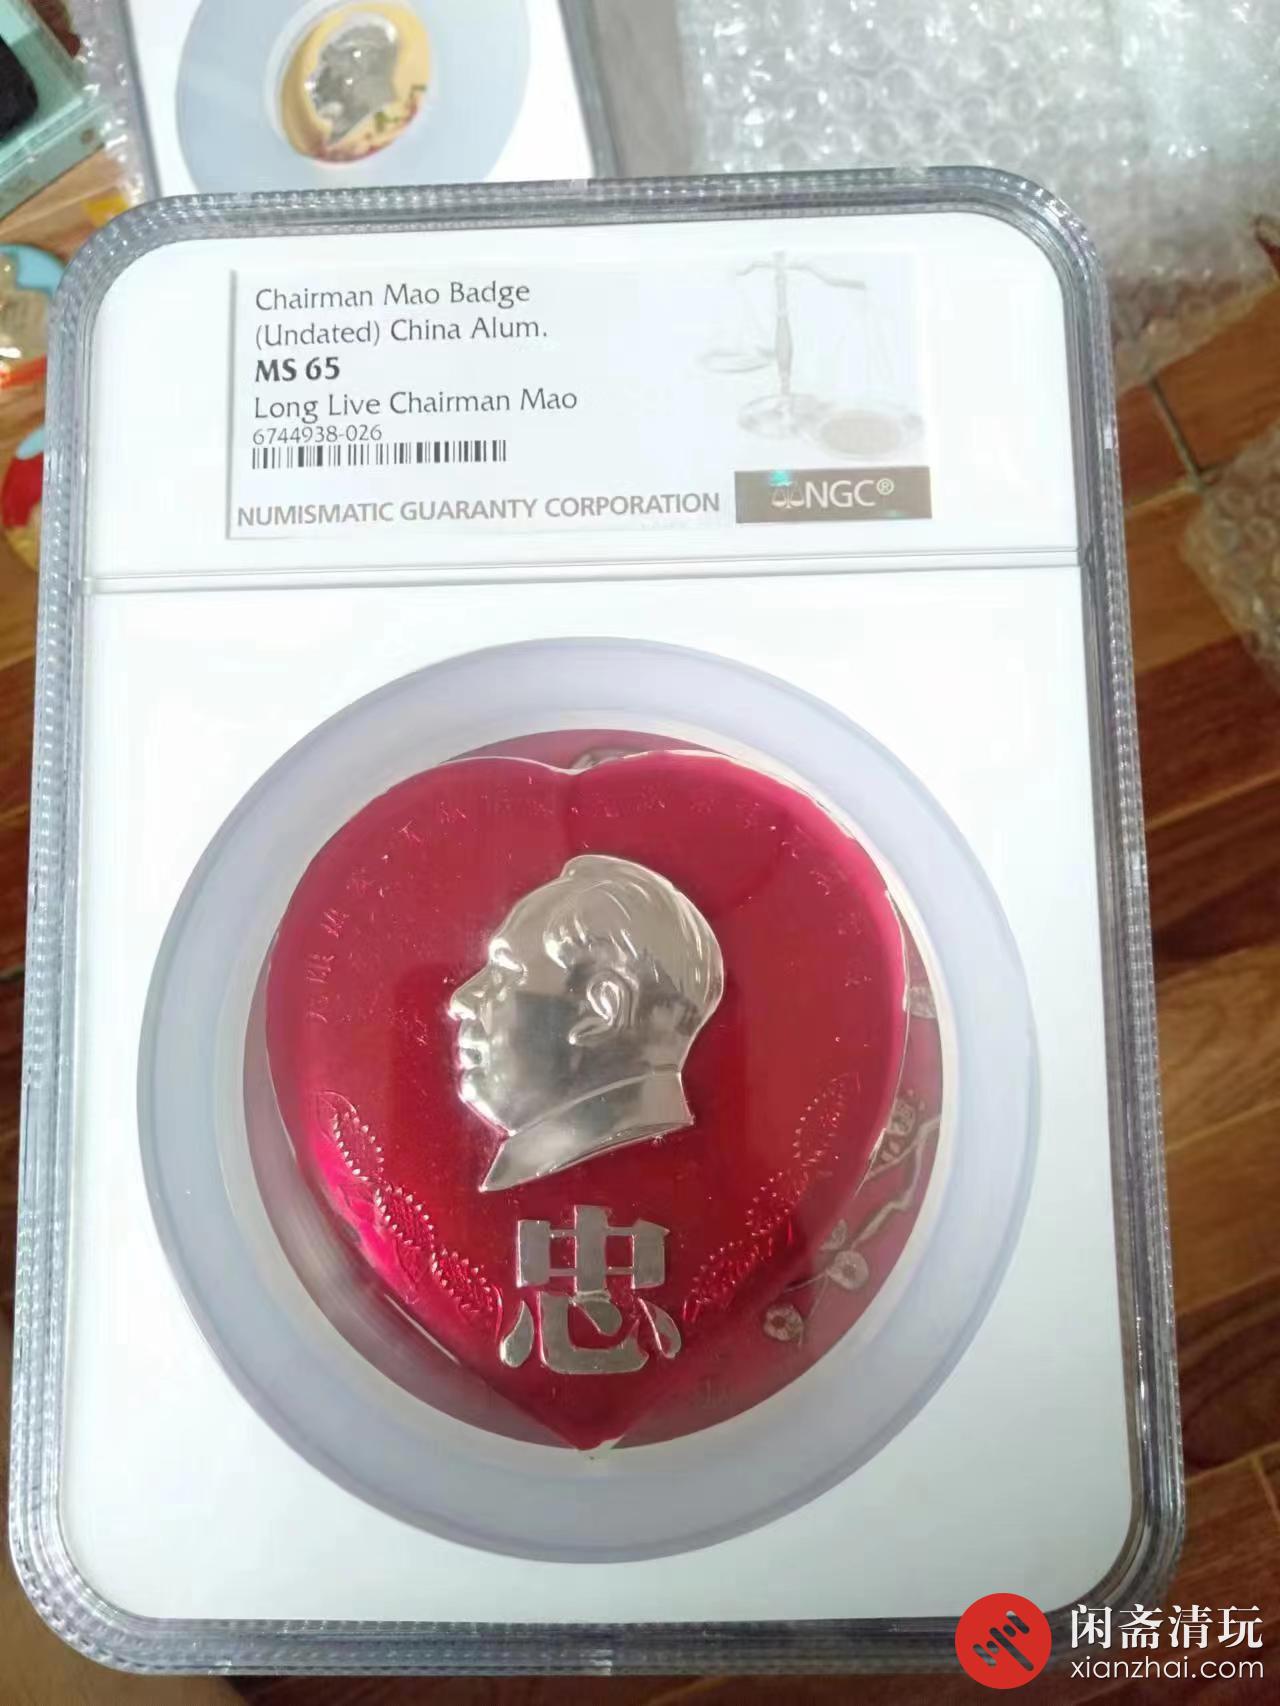 Chairman Mao Badge
(Undated) China Alum.
MS 65
Long Live Chairman Mao
6744938-026
NUMISMATIC GUARANTY CORPORATION
NGC®
忠
闲斋清玩
xianzhai.com